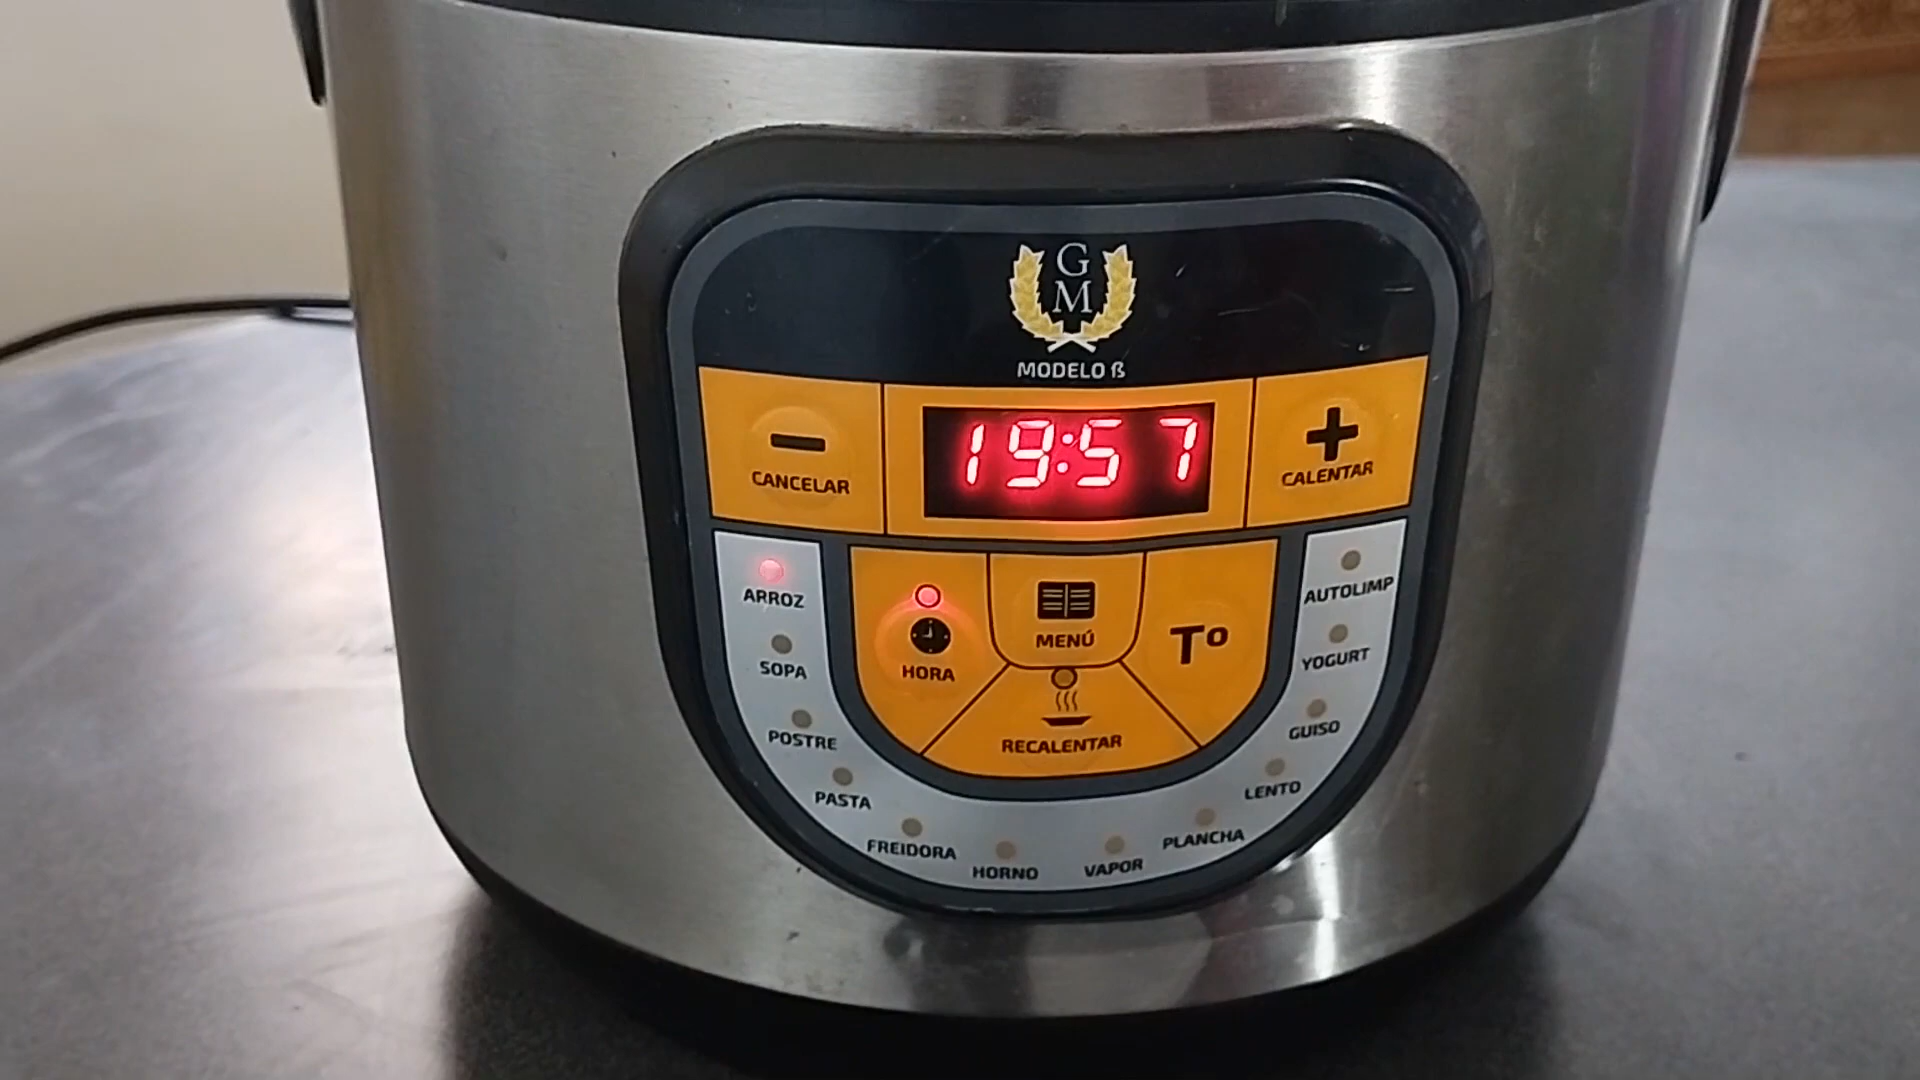 G
M
MODELO ß
CANCELAR
19:57
CALENTAR
ARROZ
HORA
MENÚ
Tº
AUTOLIMP
SOPA
YOGURT
POSTRE
RECALENTAR
GUISO
PASTA
LENTO
FREIDORA
HORNO
VAPOR
PLANCHA